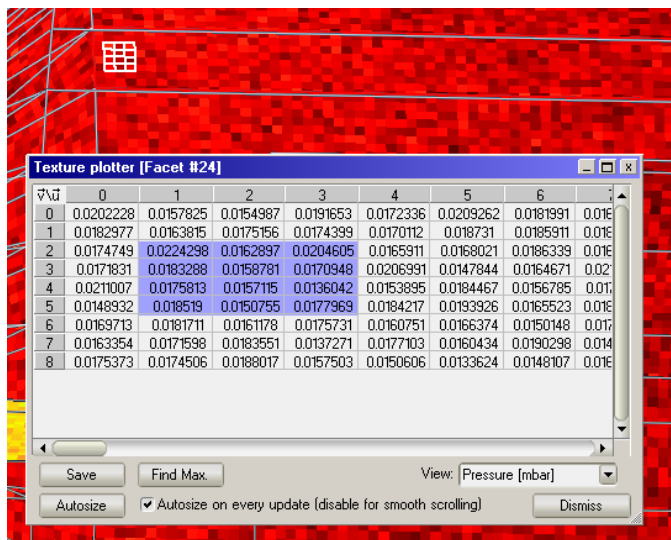 Texture plotter [Facet #24]
v\u 0 1 2 3 4 5 6
0 0.0202228 0.0157825 0.0154987 0.0191653 0.0172336 0.0209262 0.0181991
1 0.0182977 0.0163815 0.0175156 0.0174399 0.0170112 0.018731 0.0185911
2 0.0174749 0.0224298 0.0162897 0.0204605 0.0165911 0.0168021 0.0186339
3 0.0171831 0.0183288 0.0158781 0.0170948 0.0206991 0.0147844 0.0164671
4 0.0211007 0.0175813 0.0157115 0.0136042 0.0153895 0.0184467 0.0156785
5 0.0148932 0.018519 0.0150755 0.0177969 0.0184217 0.0193926 0.0165523
6 0.0169713 0.0181711 0.0161178 0.0175731 0.0160751 0.0166374 0.0150148
7 0.0163354 0.0171598 0.0183551 0.0137271 0.0177103 0.0160434 0.0190298
8 0.0175373 0.0174506 0.0188017 0.0157503 0.0150606 0.0133624 0.0148107
Save Find Max. View: Pressure [mbar]
Autosize Autosize on every update (disable for smooth scrolling) Dismiss